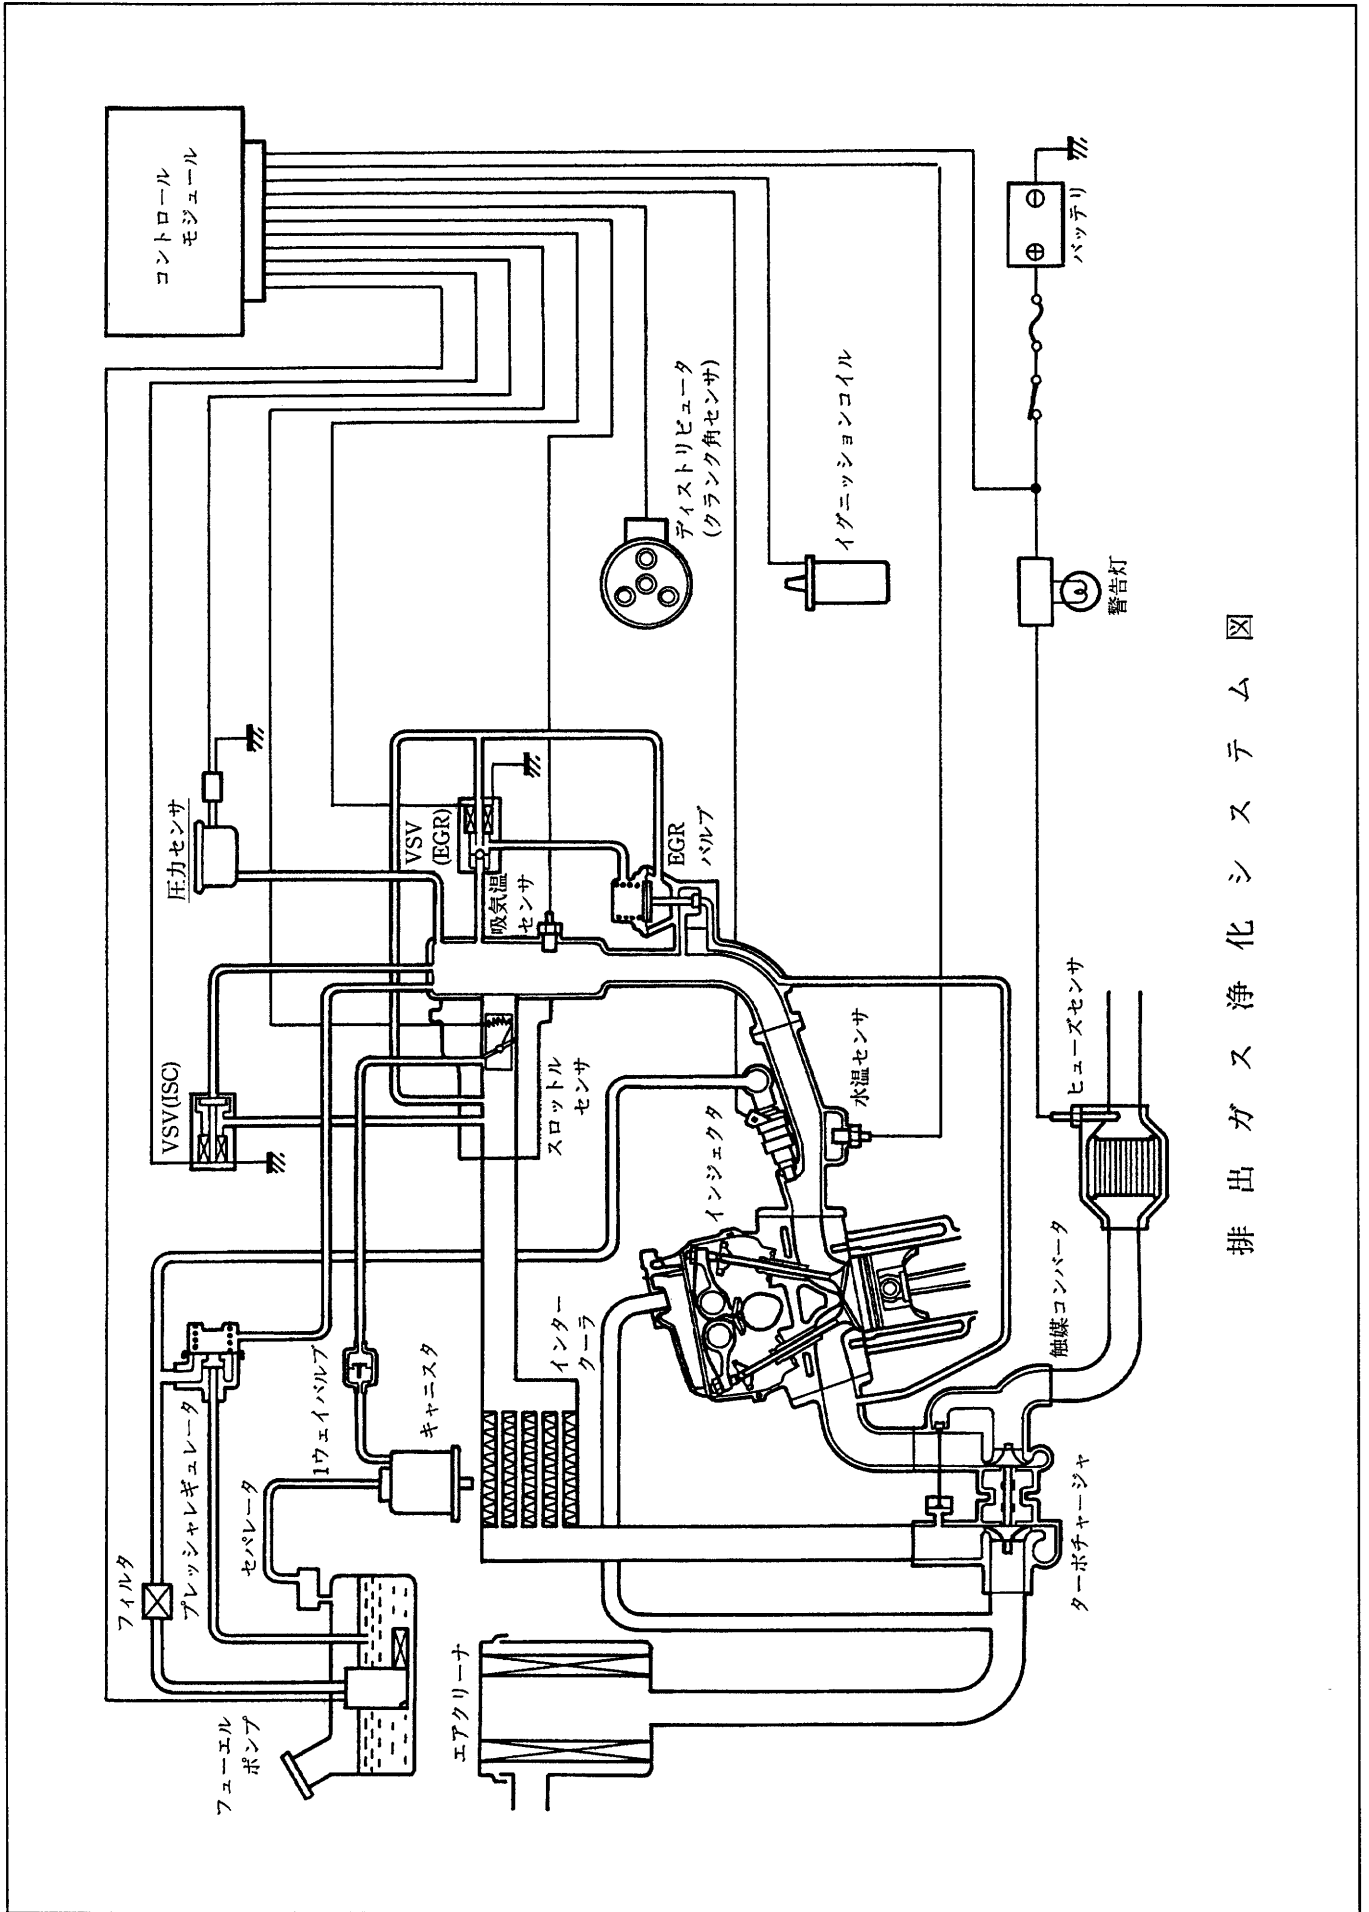 コントロール
モジュール
圧力センサ
VSV(ISC)
フィルタ
プレッシャレギュレータ
セパレータ
1ウェイバルブ
キャニスタ
フューエル
ポンプ
VSV
(EGR)
吸気温
センサ
スロットル
センサ
インター
クーラ
エアクリーナ
EGR
バルブ
ディストリビュータ
(クランク角センサ)
イグニッションコイル
インジェクタ
水温センサ
バッテリ
警告灯
ヒューズセンサ
触媒コンバータ
ターボチャージャ
排出ガス浄化システム図